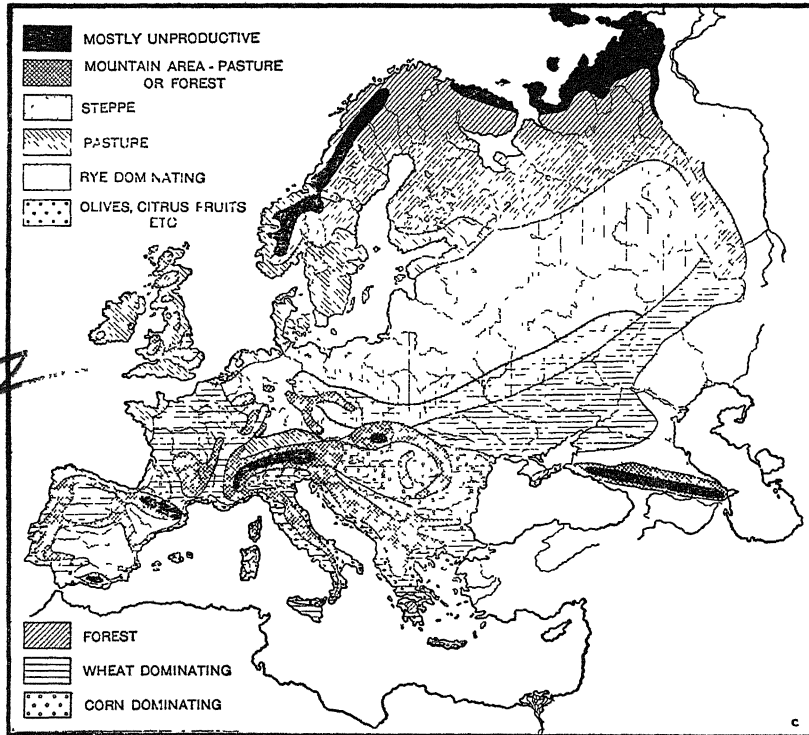 MOSTLY UNPRODUCTIVE
MOUNTAIN AREA - PASTURE
OR FOREST
STEPPE
PASTURE
RYE DOMINATING
OLIVES, CITRUS FRUITS
ETC
FOREST
WHEAT DOMINATING
CORN DOMINATING
c